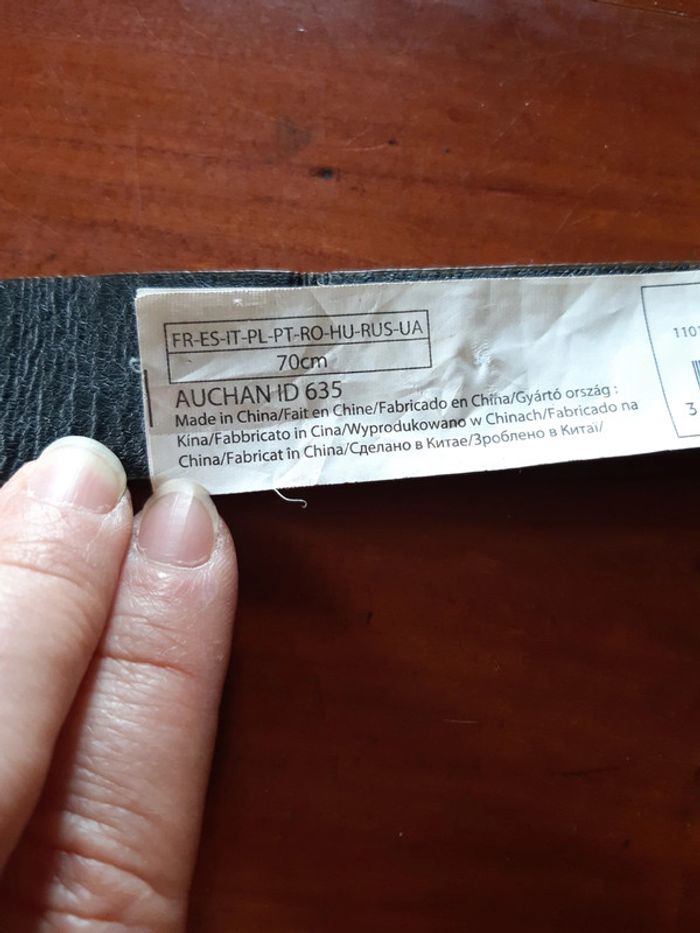 FR-ES-IT-PL-PT-RO-HU-RUS-UA
70cm
AUCHAN ID 635
Made in China/Fait en Chine/Fabricado en China/Gyártó ország :
Kína/Fabbricato in Cina/Wyprodukowano w Chinach/Fabricado na
China/Fabricat în China/Сделано в Китае/Зроблено в Китаї/
1107
3